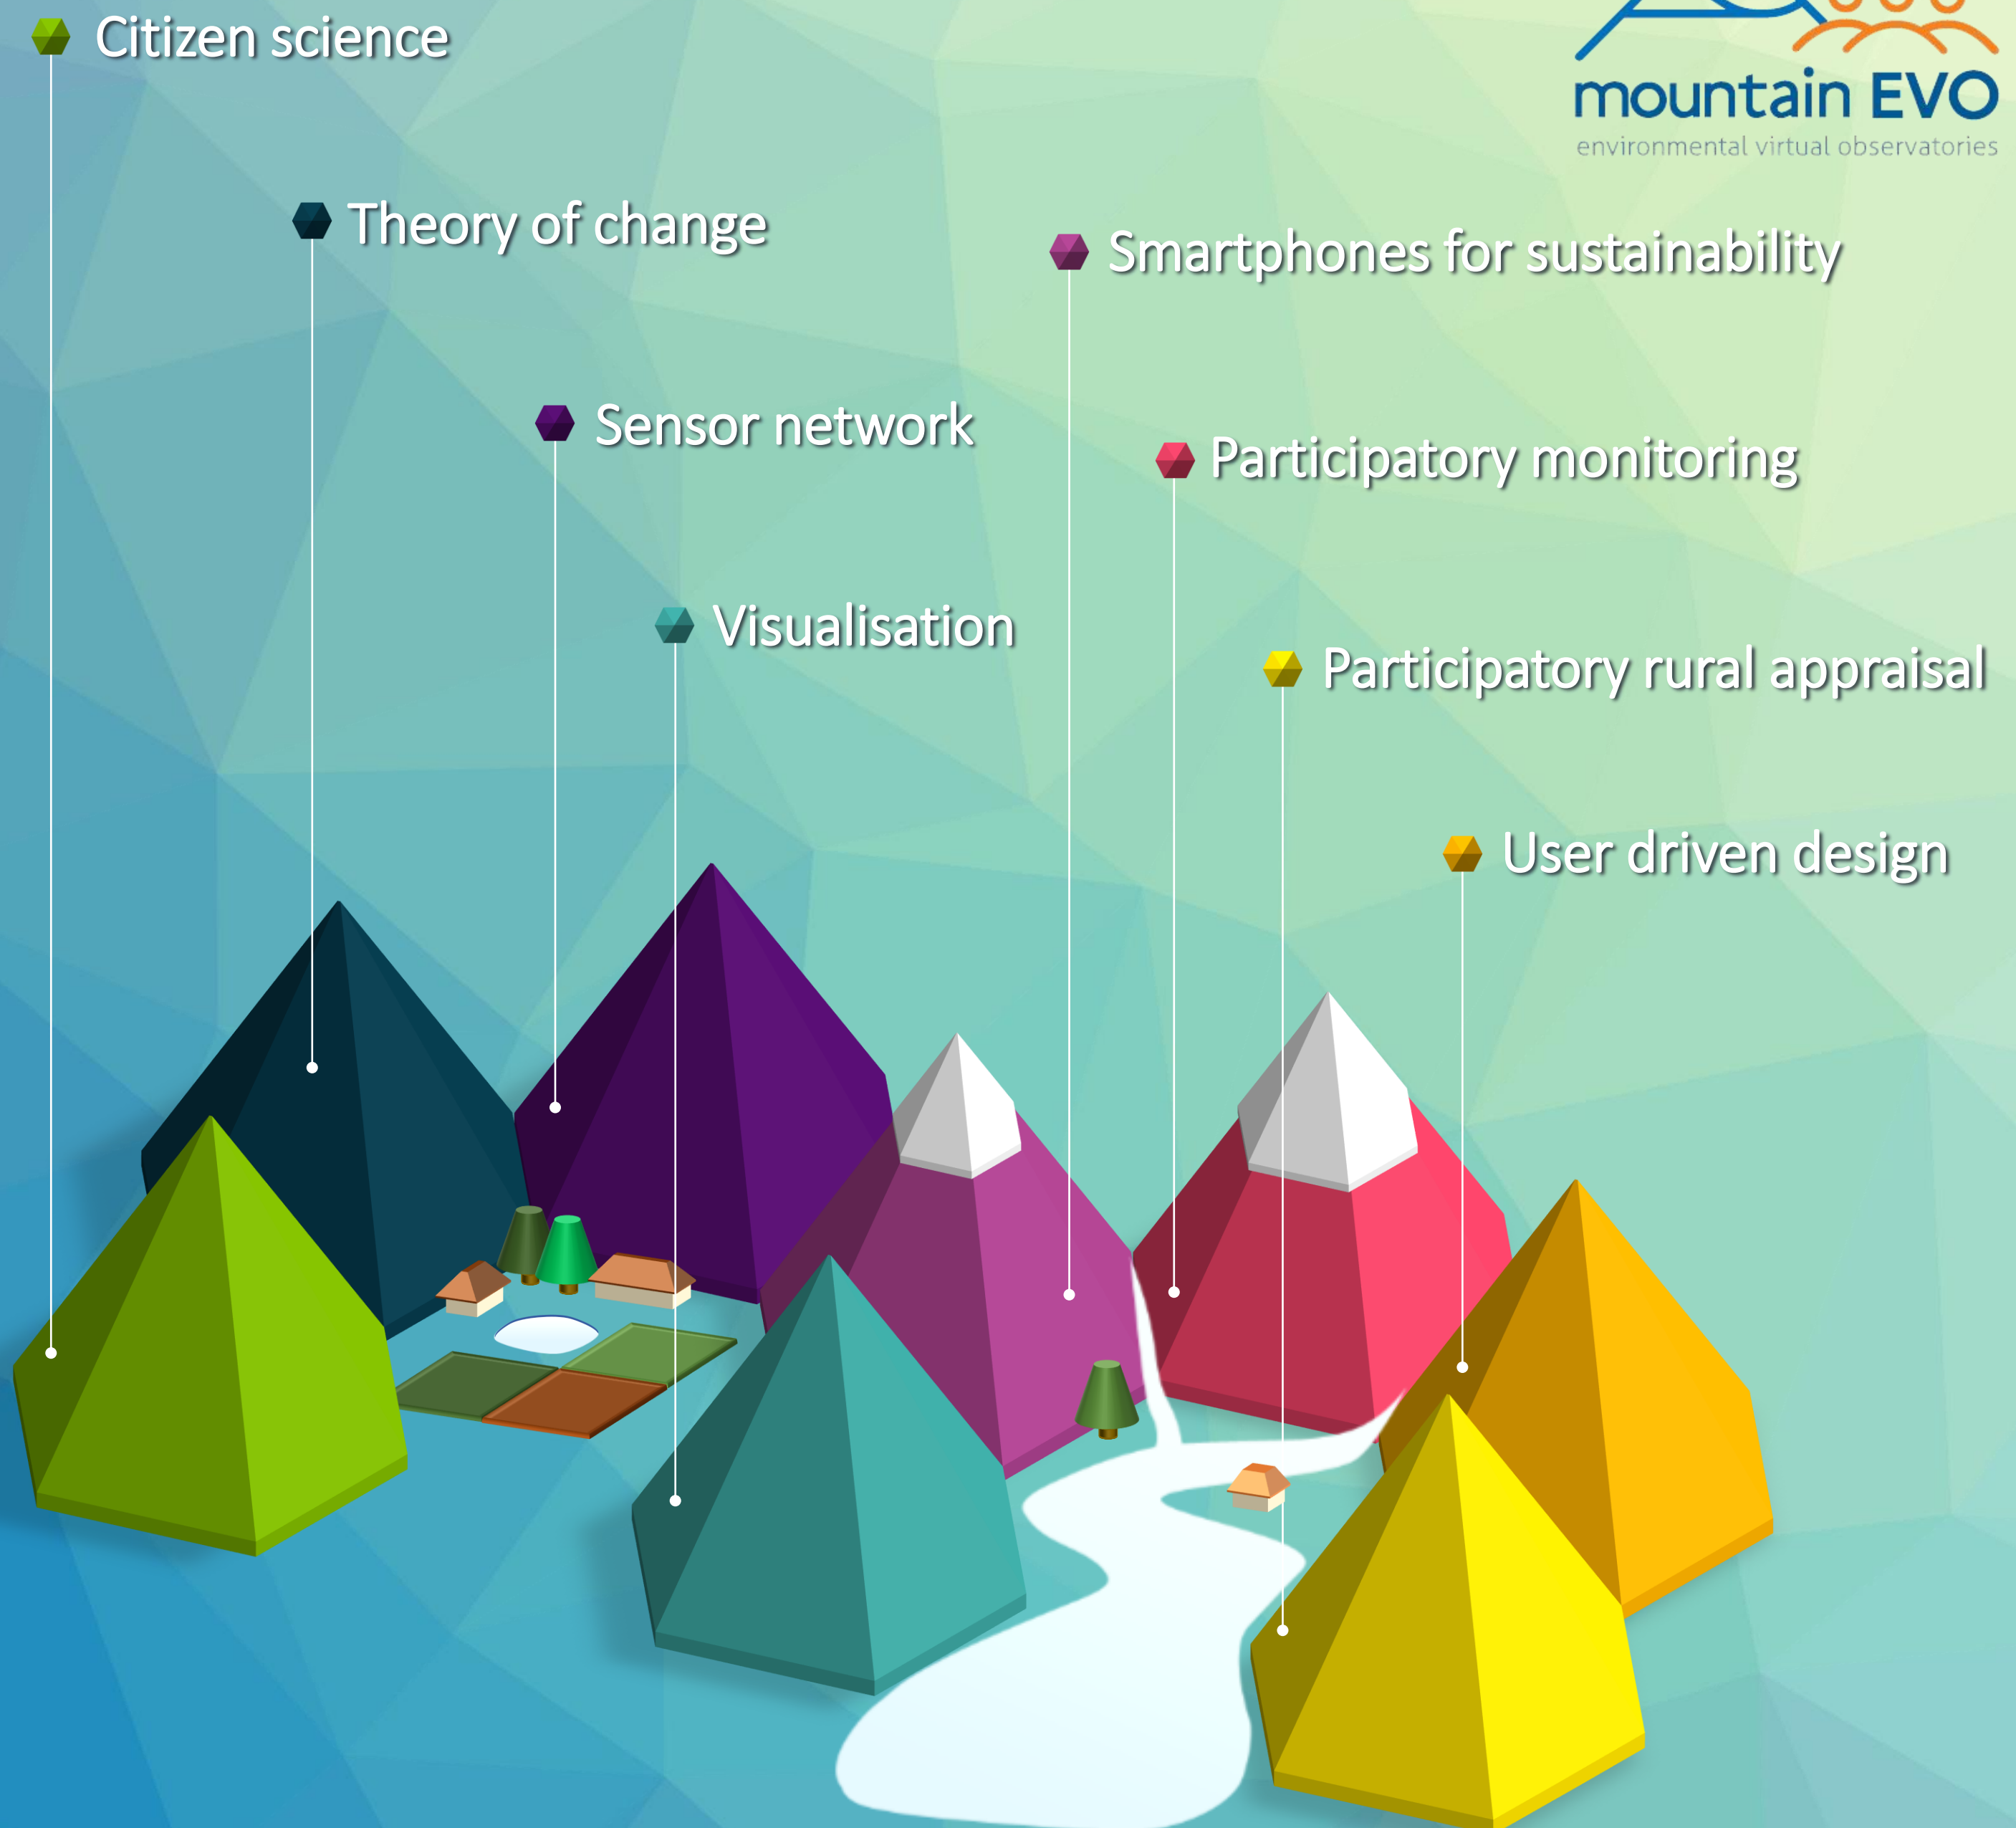 Citizen science
mountain EVO
environmental virtual observatories
Theory of change
Smartphones for sustainability
Sensor network
Participatory monitoring
Visualisation
Participatory rural appraisal
User driven design